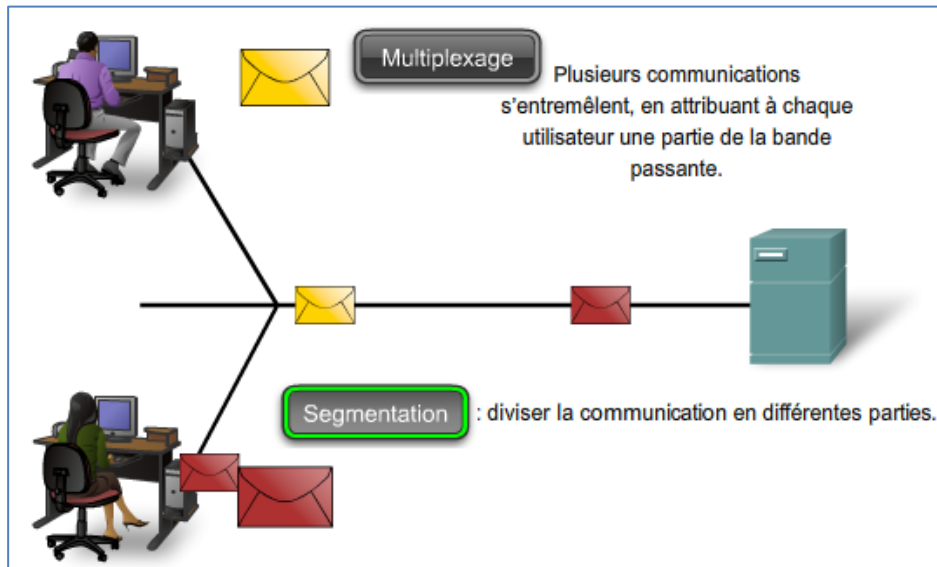 Multiplexage
Plusieurs communications
s'entremêlent, en attribuant à chaque
utilisateur une partie de la bande
passante.
Segmentation : diviser la communication en différentes parties.